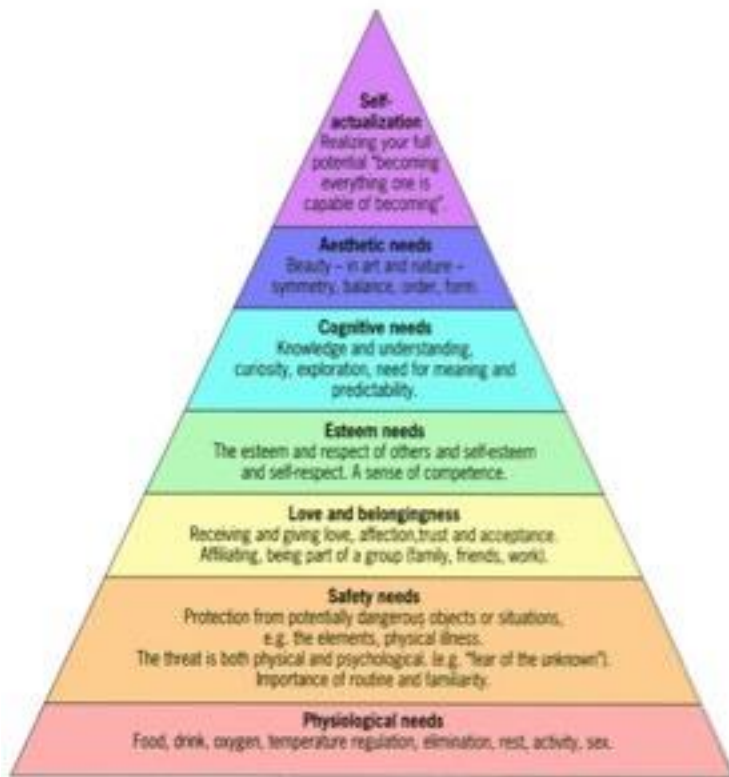 Self-
actualization
Realizing your full
potential "becoming
everything one is
capable of becoming".
Aesthetic needs
Beauty – in art and nature –
symmetry, balance, order, form.
Cognitive needs
Knowledge and understanding,
curiosity, exploration, need for meaning and
predictability.
Esteem needs
The esteem and respect of others and self-esteem
and self-respect. A sense of competence.
Love and belongingness
Receiving and giving love, affection,trust and acceptance.
Affiliating, being part of a group (family, friends, work).
Safety needs
Protection from potentially dangerous objects or situations,
e.g. the elements, physical illness.
The threat is both physical and psychological. (e.g. "fear of the unknown").
Importance of routine and familiarity.
Physiological needs
Food, drink, oxygen, temperature regulation, elimination, rest, activity, sex.